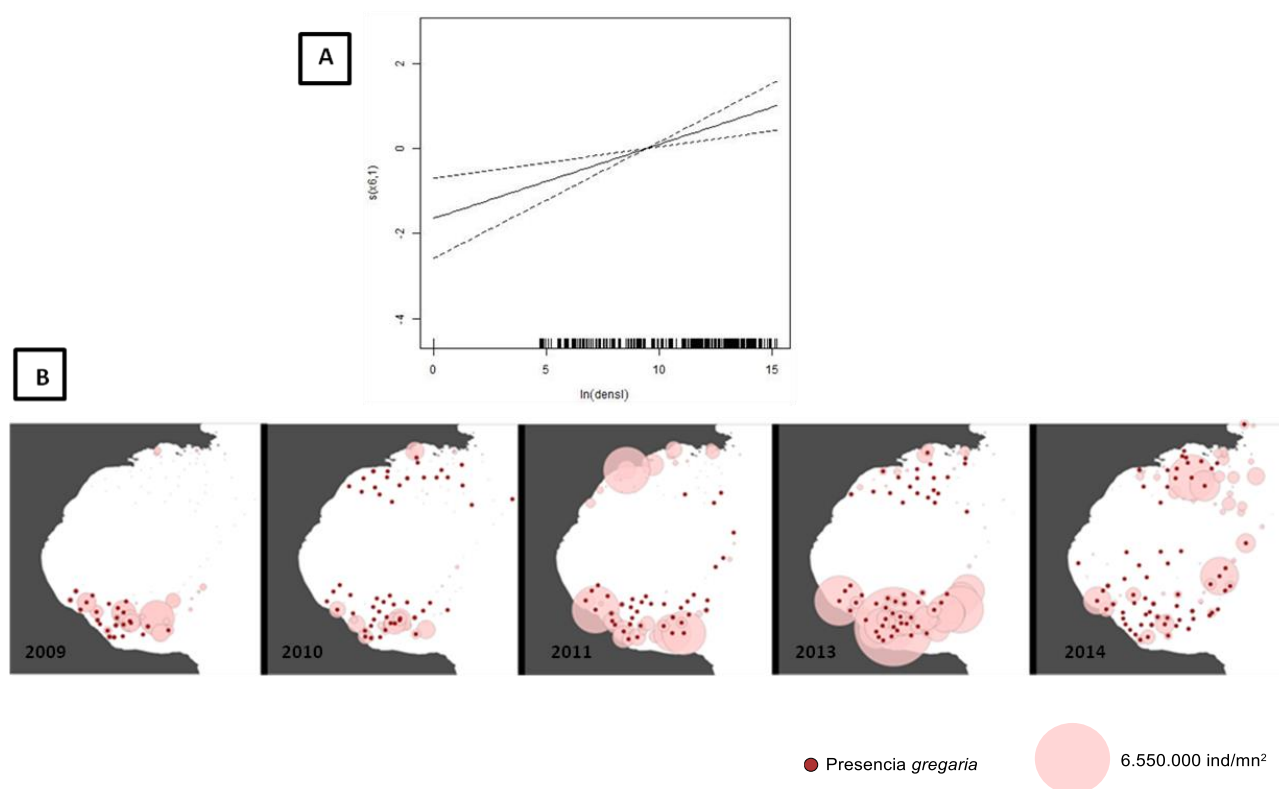 A
2
0
-2
-4
s(x6,1)
0 5 10 15
ln(densI)
B
2009 2010 2011 2013 2014
Presencia gregaria
6.550.000 ind/mn²